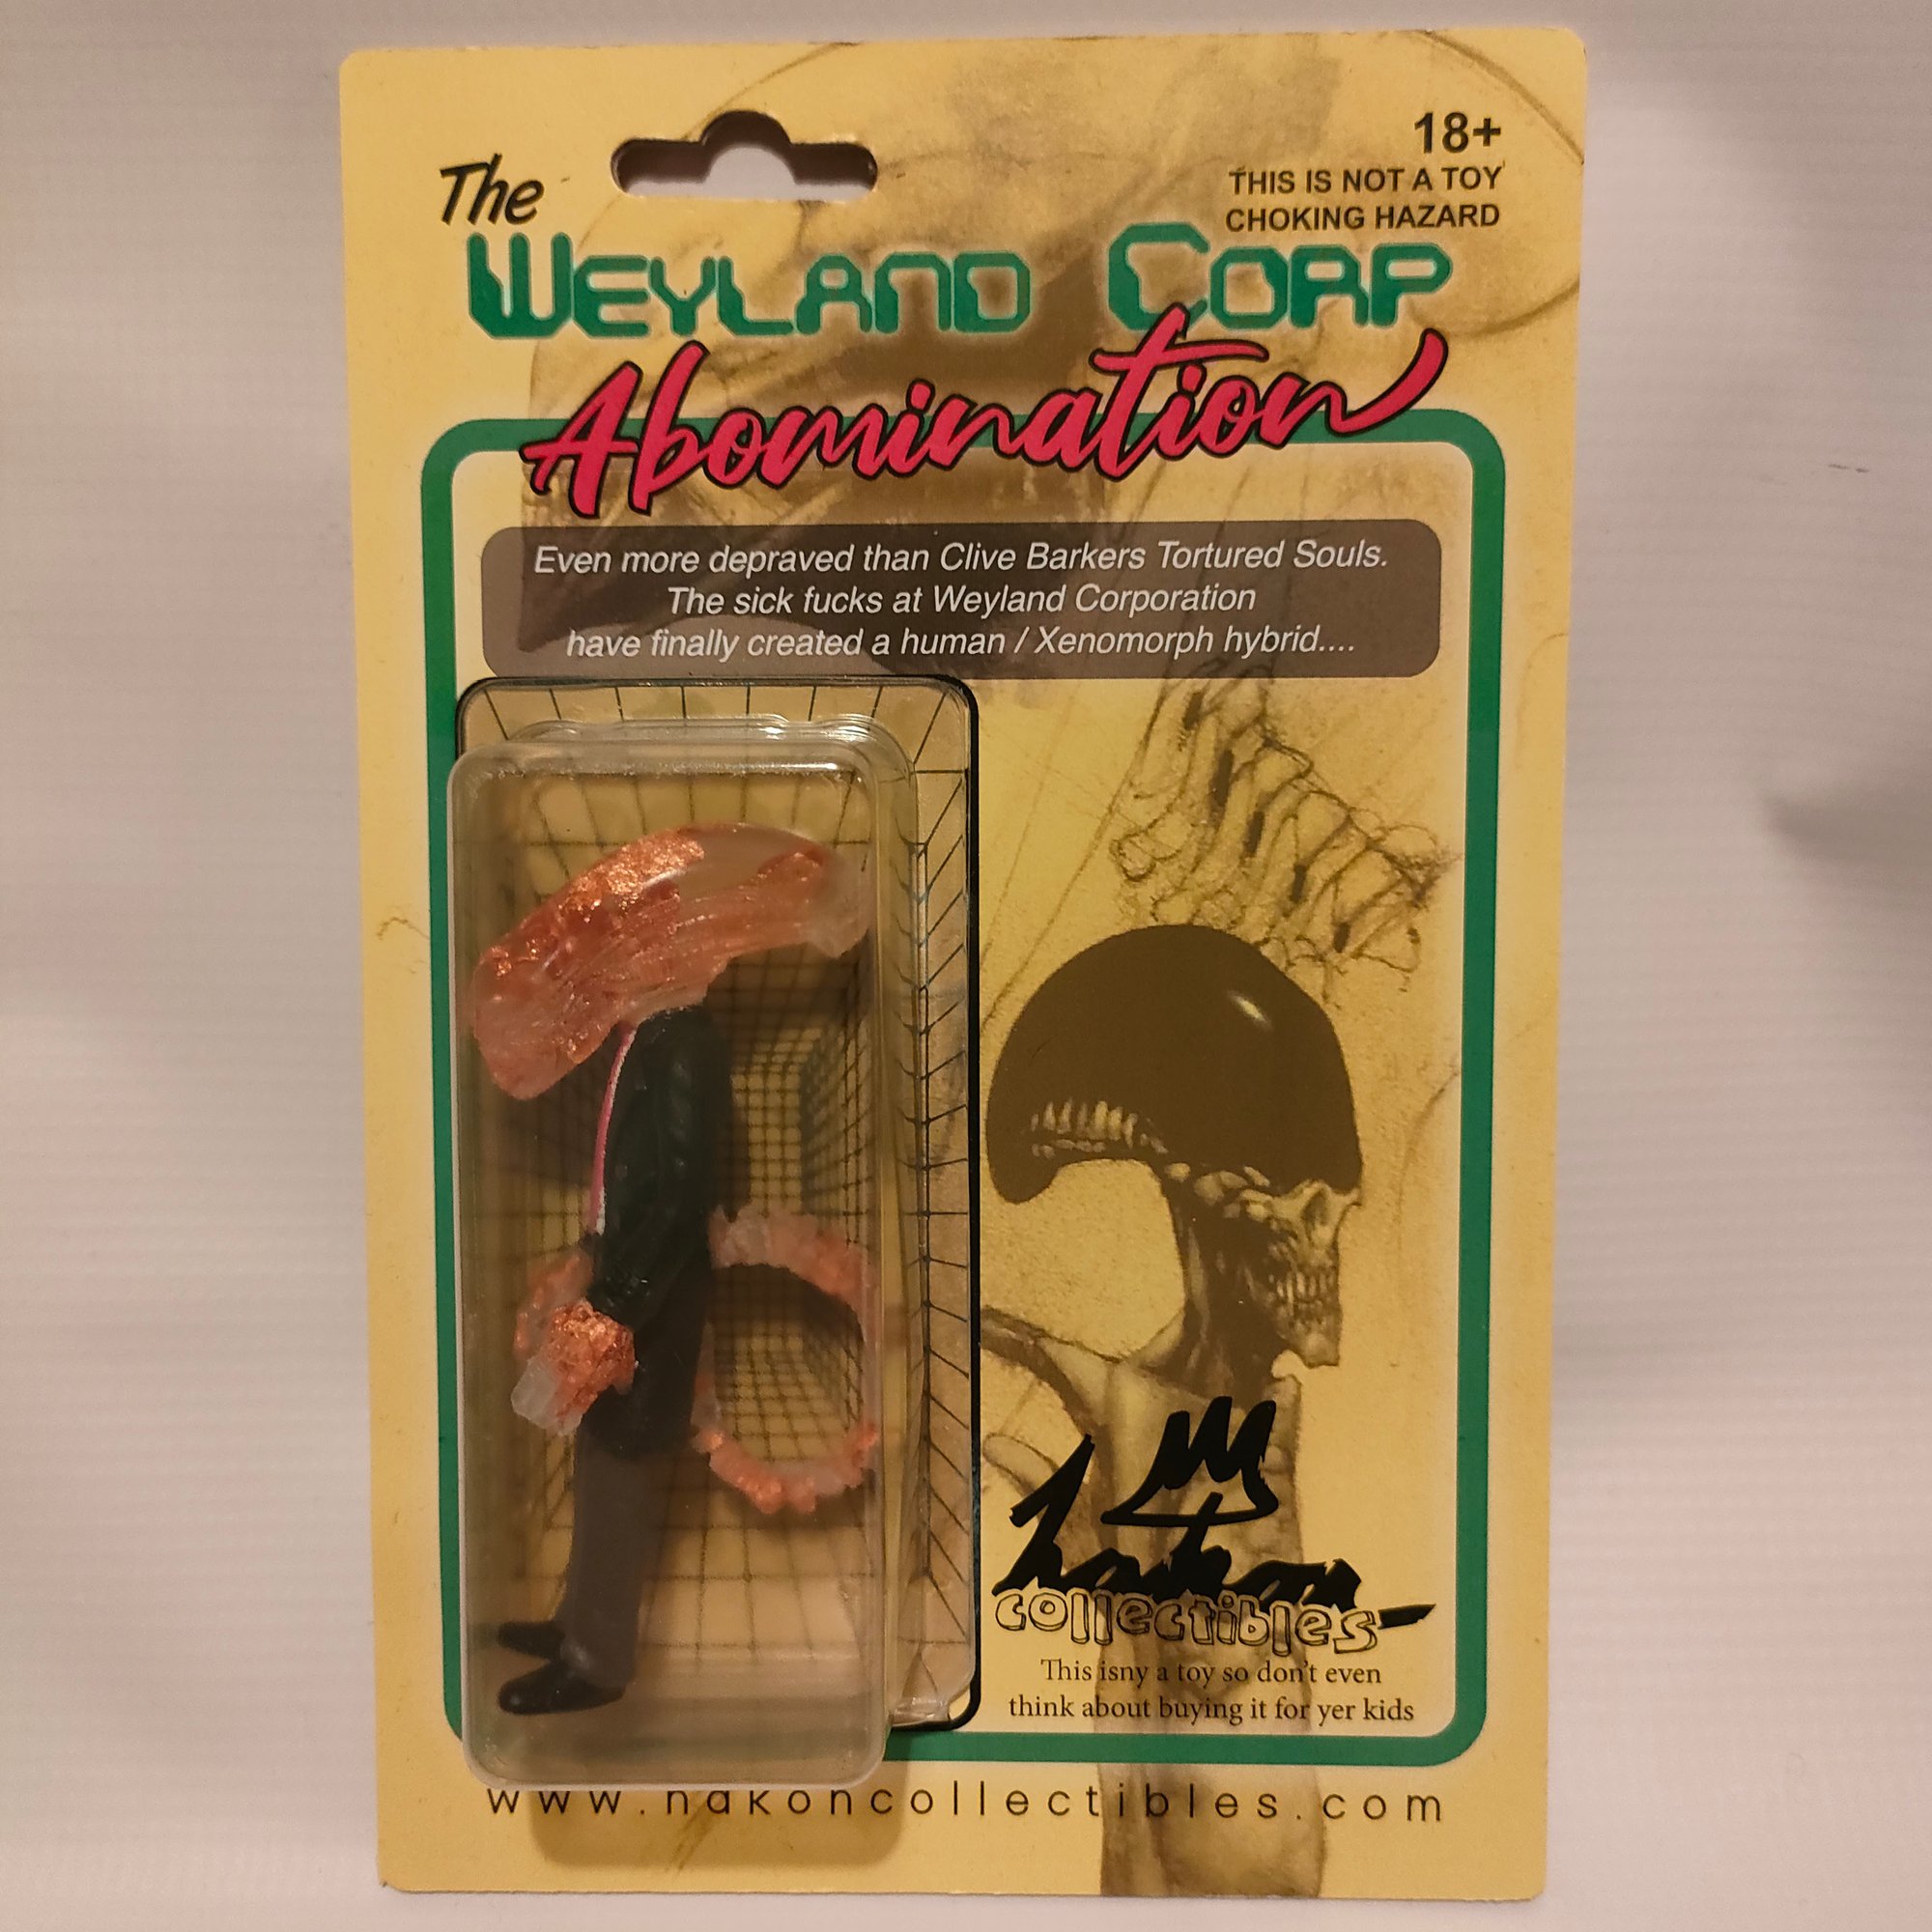 The
18+
THIS IS NOT A TOY
CHOKING HAZARD
WEYLAND CORP
Abomination
Even more depraved than Clive Barkers Tortured Souls.
The sick fucks at Weyland Corporation
have finally created a human / Xenomorph hybrid....
collectibles
This isny a toy so don't even
think about buying it for yer kids
www.nakoncollectibles.com